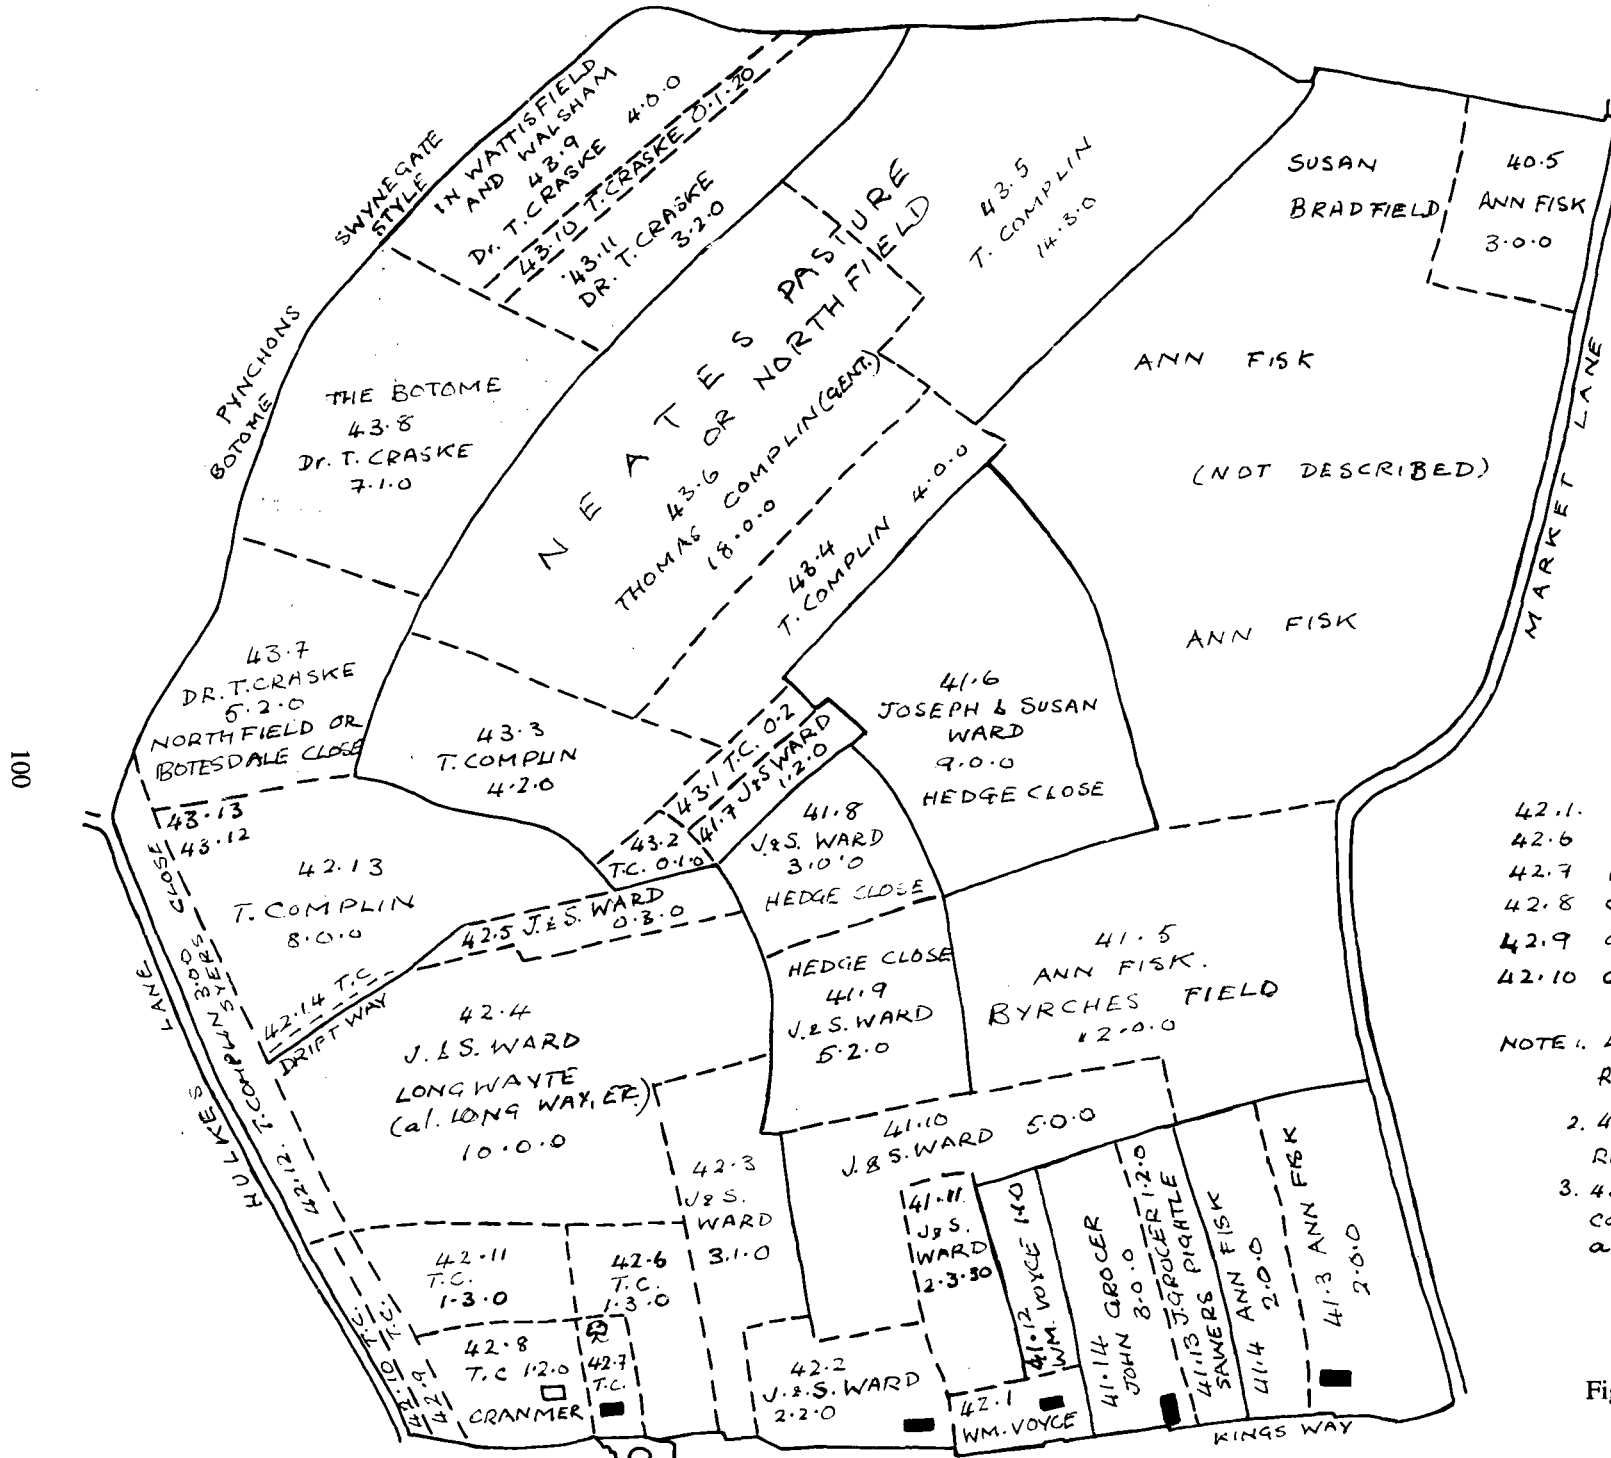 SWYNEGATE
STYLE
IN WATTISFIELD
AND WALSHAM
43.9
Dr. T. CRASKE 4.0.0
43.10 T. CRASKE 0.1.20
43.11
DR. T. CRASKE
3.2.0
PYNCHONS
BOTOME
THE BOTOME
43.8
Dr. T. CRASKE
7.1.0
NEATES PASTURE
OR NORTH FIELD
43.6
THOMAS COMPLIN (GENT.)
18.0.0
43.5
T. COMPLIN
14.3.0
SUSAN
BRADFIELD
40.5
ANN FISK
3.0.0
ANN FISK
(NOT DESCRIBED)
ANN FISK
MARKET LANE
43.4
T. COMPLIN 4.0.0
43.7
DR. T. CRASKE
5.2.0
NORTHFIELD OR
BOTESDALE CLOSE
43.3
T. COMPLIN
4.2.0
43.1 T.C. 0.2
41.7 J&S WARD
1.2.0
43.2
T.C. 0.1.0
41.6
JOSEPH & SUSAN
WARD
9.0.0
HEDGE CLOSE
41.8
J.&S. WARD
3.0.0
HEDGE CLOSE
100
43.13
43.12
42.13
T. COMPLIN
8.0.0
42.5 J. & S. WARD
0.3.0
42.14 T.C
DRIFT WAY
HULKES LANE
42.12. T. COMPLIN SYERS CLOSE
3.0.0
42.4
J. & S. WARD
LONG WAYTE
(al. LONG WAY, EF.)
10.0.0
HEDGE CLOSE
41.9
J. & S. WARD
5.2.0
41.5
ANN FISK.
BYRCHES FIELD
12.0.0
41.10
J. & S. WARD 5.0.0
42.3
J & S.
WARD
3.1.0
42.11
T.C.
1.3.0
42.6
T.C.
1.3.0
42.10 T.C.
42.9 T.C.
42.8
T.C 1.2.0
CRANMER
42.7
T.C.
42.2
J. & S. WARD
2.2.0
41.11
J & S.
WARD
2.3.30
41.12
WM. VOYCE 1.1.0
42.1
WM. VOYCE
41.14 GROCER
JOHN 3.0.0
J. GROCER 1.2.0
41.13 PIGHTLE
SAWERS
41.4 ANN FISK
2.0.0
41.3 ANN FISK
2.0.0
KINGS WAY
42.1.
42.6
42.7
42.8
42.9
42.10
NOTE 1. 4
R
2. 4
R
3. 4.
Co
a
Fig